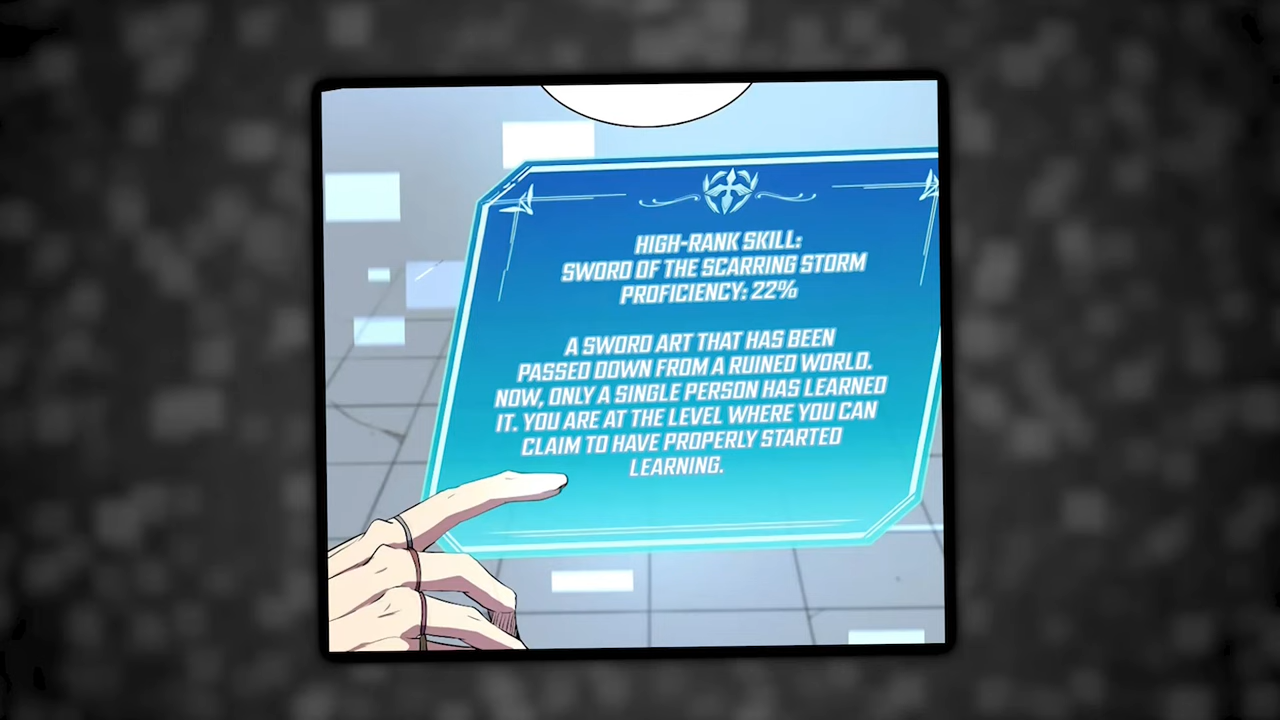 HIGH-RANK SKILL:
SWORD OF THE SCARRING STORM
PROFICIENCY: 22%
A SWORD ART THAT HAS BEEN
PASSED DOWN FROM A RUINED WORLD.
NOW, ONLY A SINGLE PERSON HAS LEARNED
IT. YOU ARE AT THE LEVEL WHERE YOU CAN
CLAIM TO HAVE PROPERLY STARTED
LEARNING.